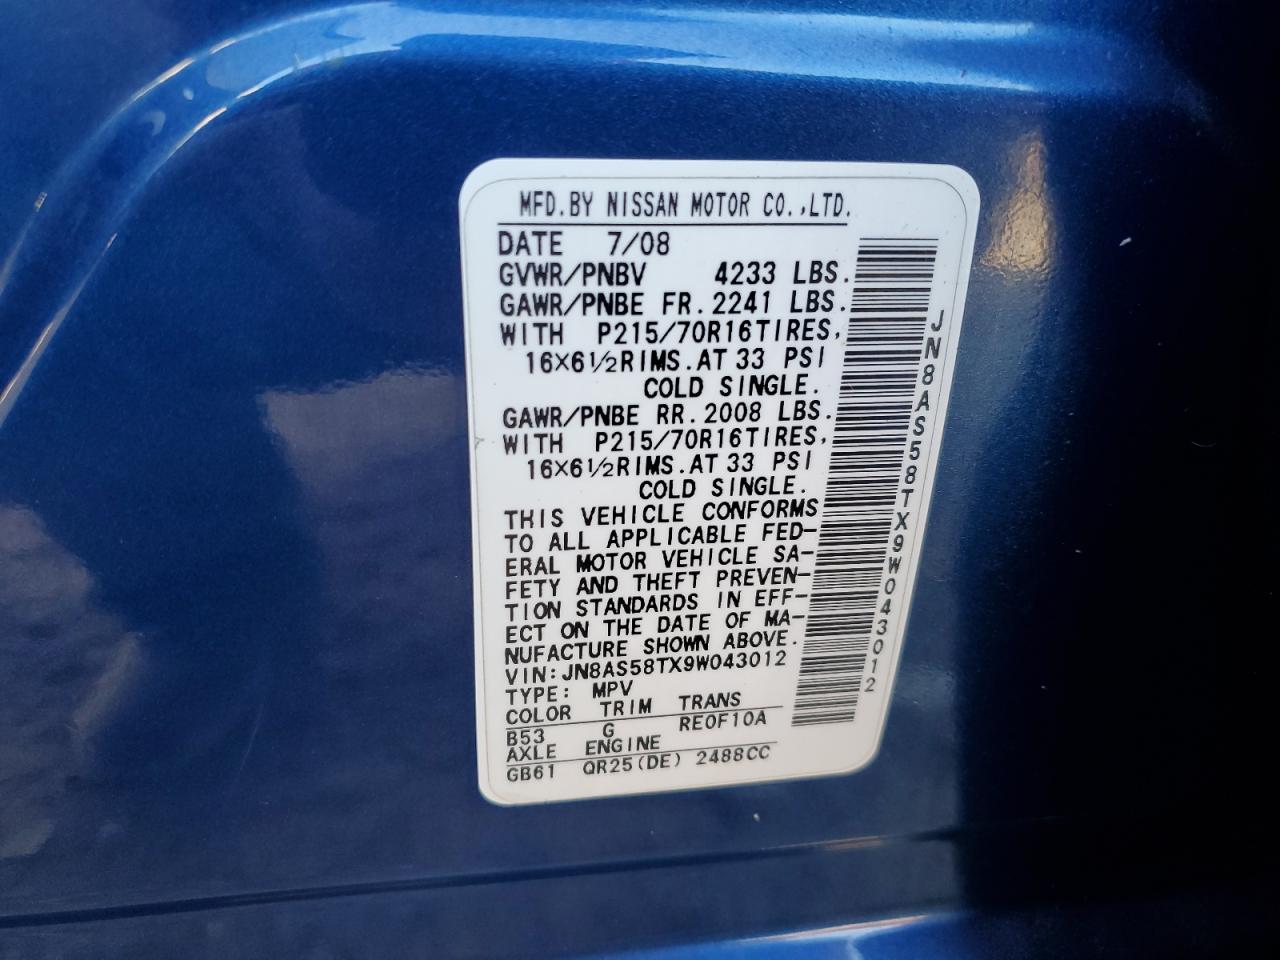 MFD.BY NISSAN MOTOR CO.,LTD.
DATE 7/08
GVWR/PNBV 4233 LBS.
GAWR/PNBE FR.2241 LBS.
WITH P215/70R16TIRES,
16X6½RIMS.AT 33 PSI
COLD SINGLE.
GAWR/PNBE RR.2008 LBS.
WITH P215/70R16TIRES,
16X6½RIMS.AT 33 PSI
COLD SINGLE.
THIS VEHICLE CONFORMS
TO ALL APPLICABLE FED-
ERAL MOTOR VEHICLE SA-
FETY AND THEFT PREVEN-
TION STANDARDS IN EFF-
ECT ON THE DATE OF MA-
NUFACTURE SHOWN ABOVE.
VIN:JN8AS58TX9W043012
TYPE: MPV
COLOR TRIM TRANS
B53 G RE0F10A
AXLE ENGINE
GB61 QR25(DE) 2488CC
JN8AS58TX9W043012